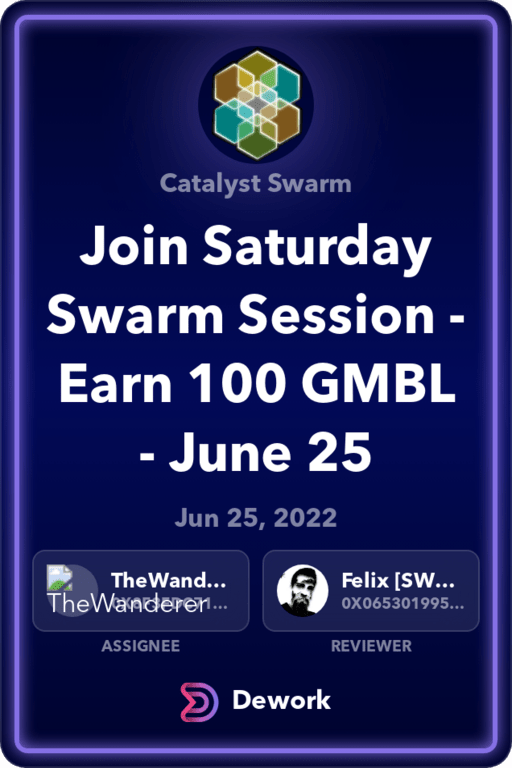 Catalyst Swarm
Join Saturday
Swarm Session -
Earn 100 GMBL
- June 25
Jun 25, 2022
TheWand...
TheWanderer
Felix [SW...
0X065301995...
ASSIGNEE
REVIEWER
Dework